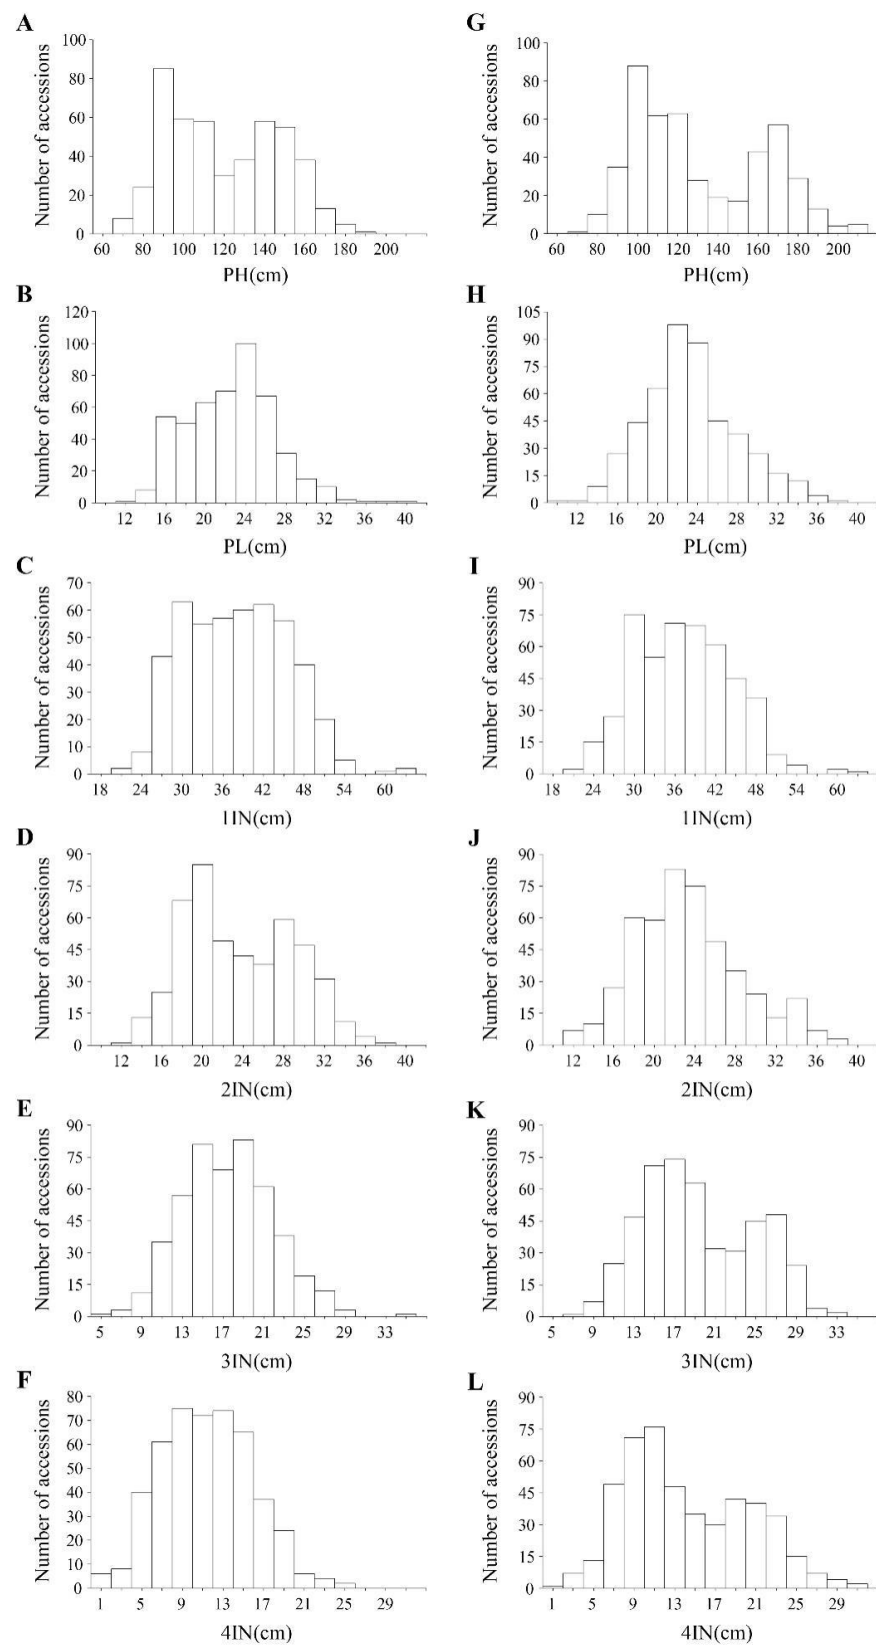 A
Number of accessions
100
80
60
40
20
0
60 80 100 120 140 160 180 200
PH(cm)
G
Number of accessions
100
80
60
40
20
0
60 80 100 120 140 160 180 200
PH(cm)
B
Number of accessions
120
100
80
60
40
20
0
12 16 20 24 28 32 36 40
PL(cm)
H
Number of accessions
105
90
75
60
45
30
15
0
12 16 20 24 28 32 36 40
PL(cm)
C
Number of accessions
70
60
50
40
30
20
10
0
18 24 30 36 42 48 54 60
1IN(cm)
I
Number of accessions
90
75
60
45
30
15
0
18 24 30 36 42 48 54 60
1IN(cm)
D
Number of accessions
90
75
60
45
30
15
0
12 16 20 24 28 32 36 40
2IN(cm)
J
Number of accessions
90
75
60
45
30
15
0
12 16 20 24 28 32 36 40
2IN(cm)
E
Number of accessions
90
75
60
45
30
15
0
5 9 13 17 21 25 29 33
3IN(cm)
K
Number of accessions
90
75
60
45
30
15
0
5 9 13 17 21 25 29 33
3IN(cm)
F
Number of accessions
80
70
60
50
40
30
20
10
0
1 5 9 13 17 21 25 29
4IN(cm)
L
Number of accessions
90
75
60
45
30
15
0
1 5 9 13 17 21 25 29
4IN(cm)